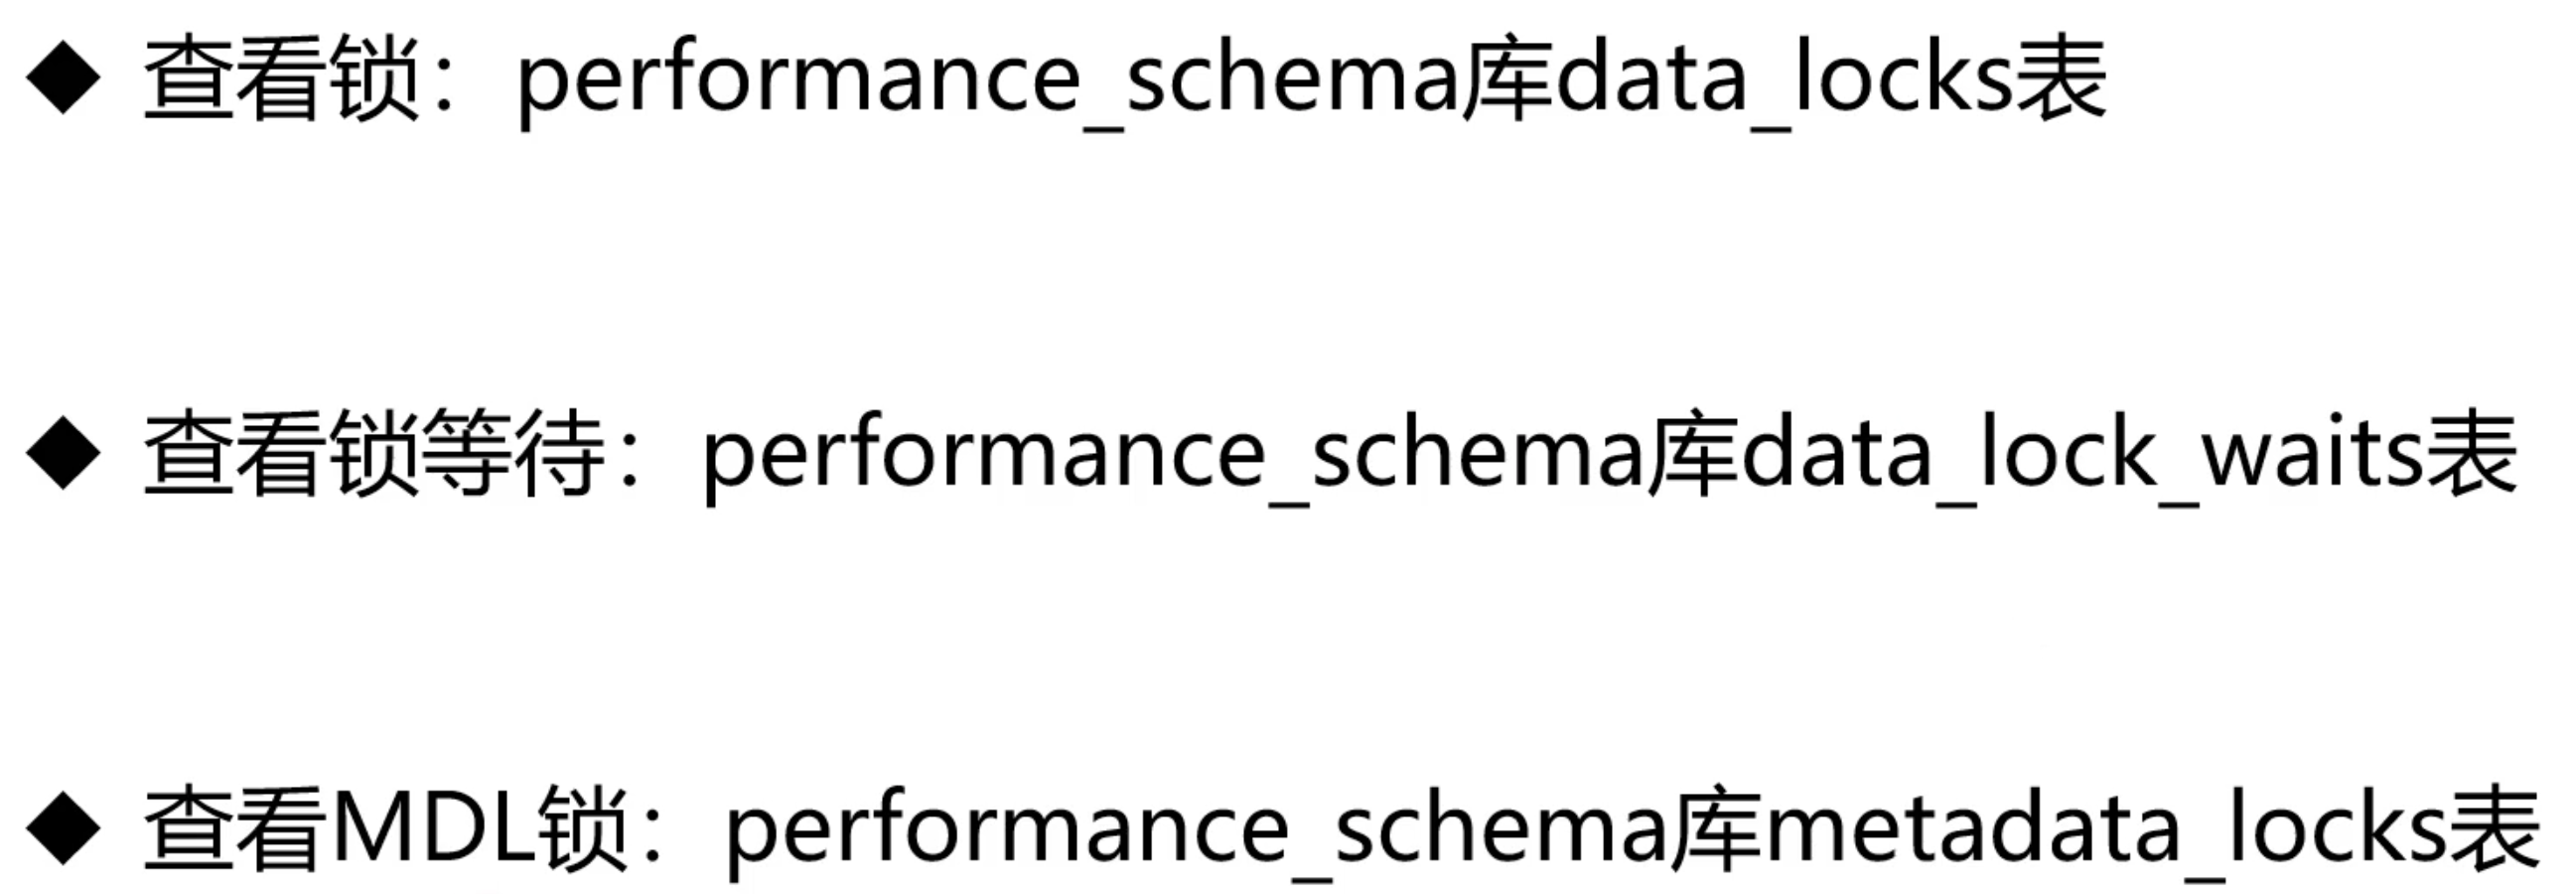 ◆ 查看锁：performance_schema库data_locks表
◆ 查看锁等待：performance_schema库data_lock_waits表
◆ 查看MDL锁：performance_schema库metadata_locks表